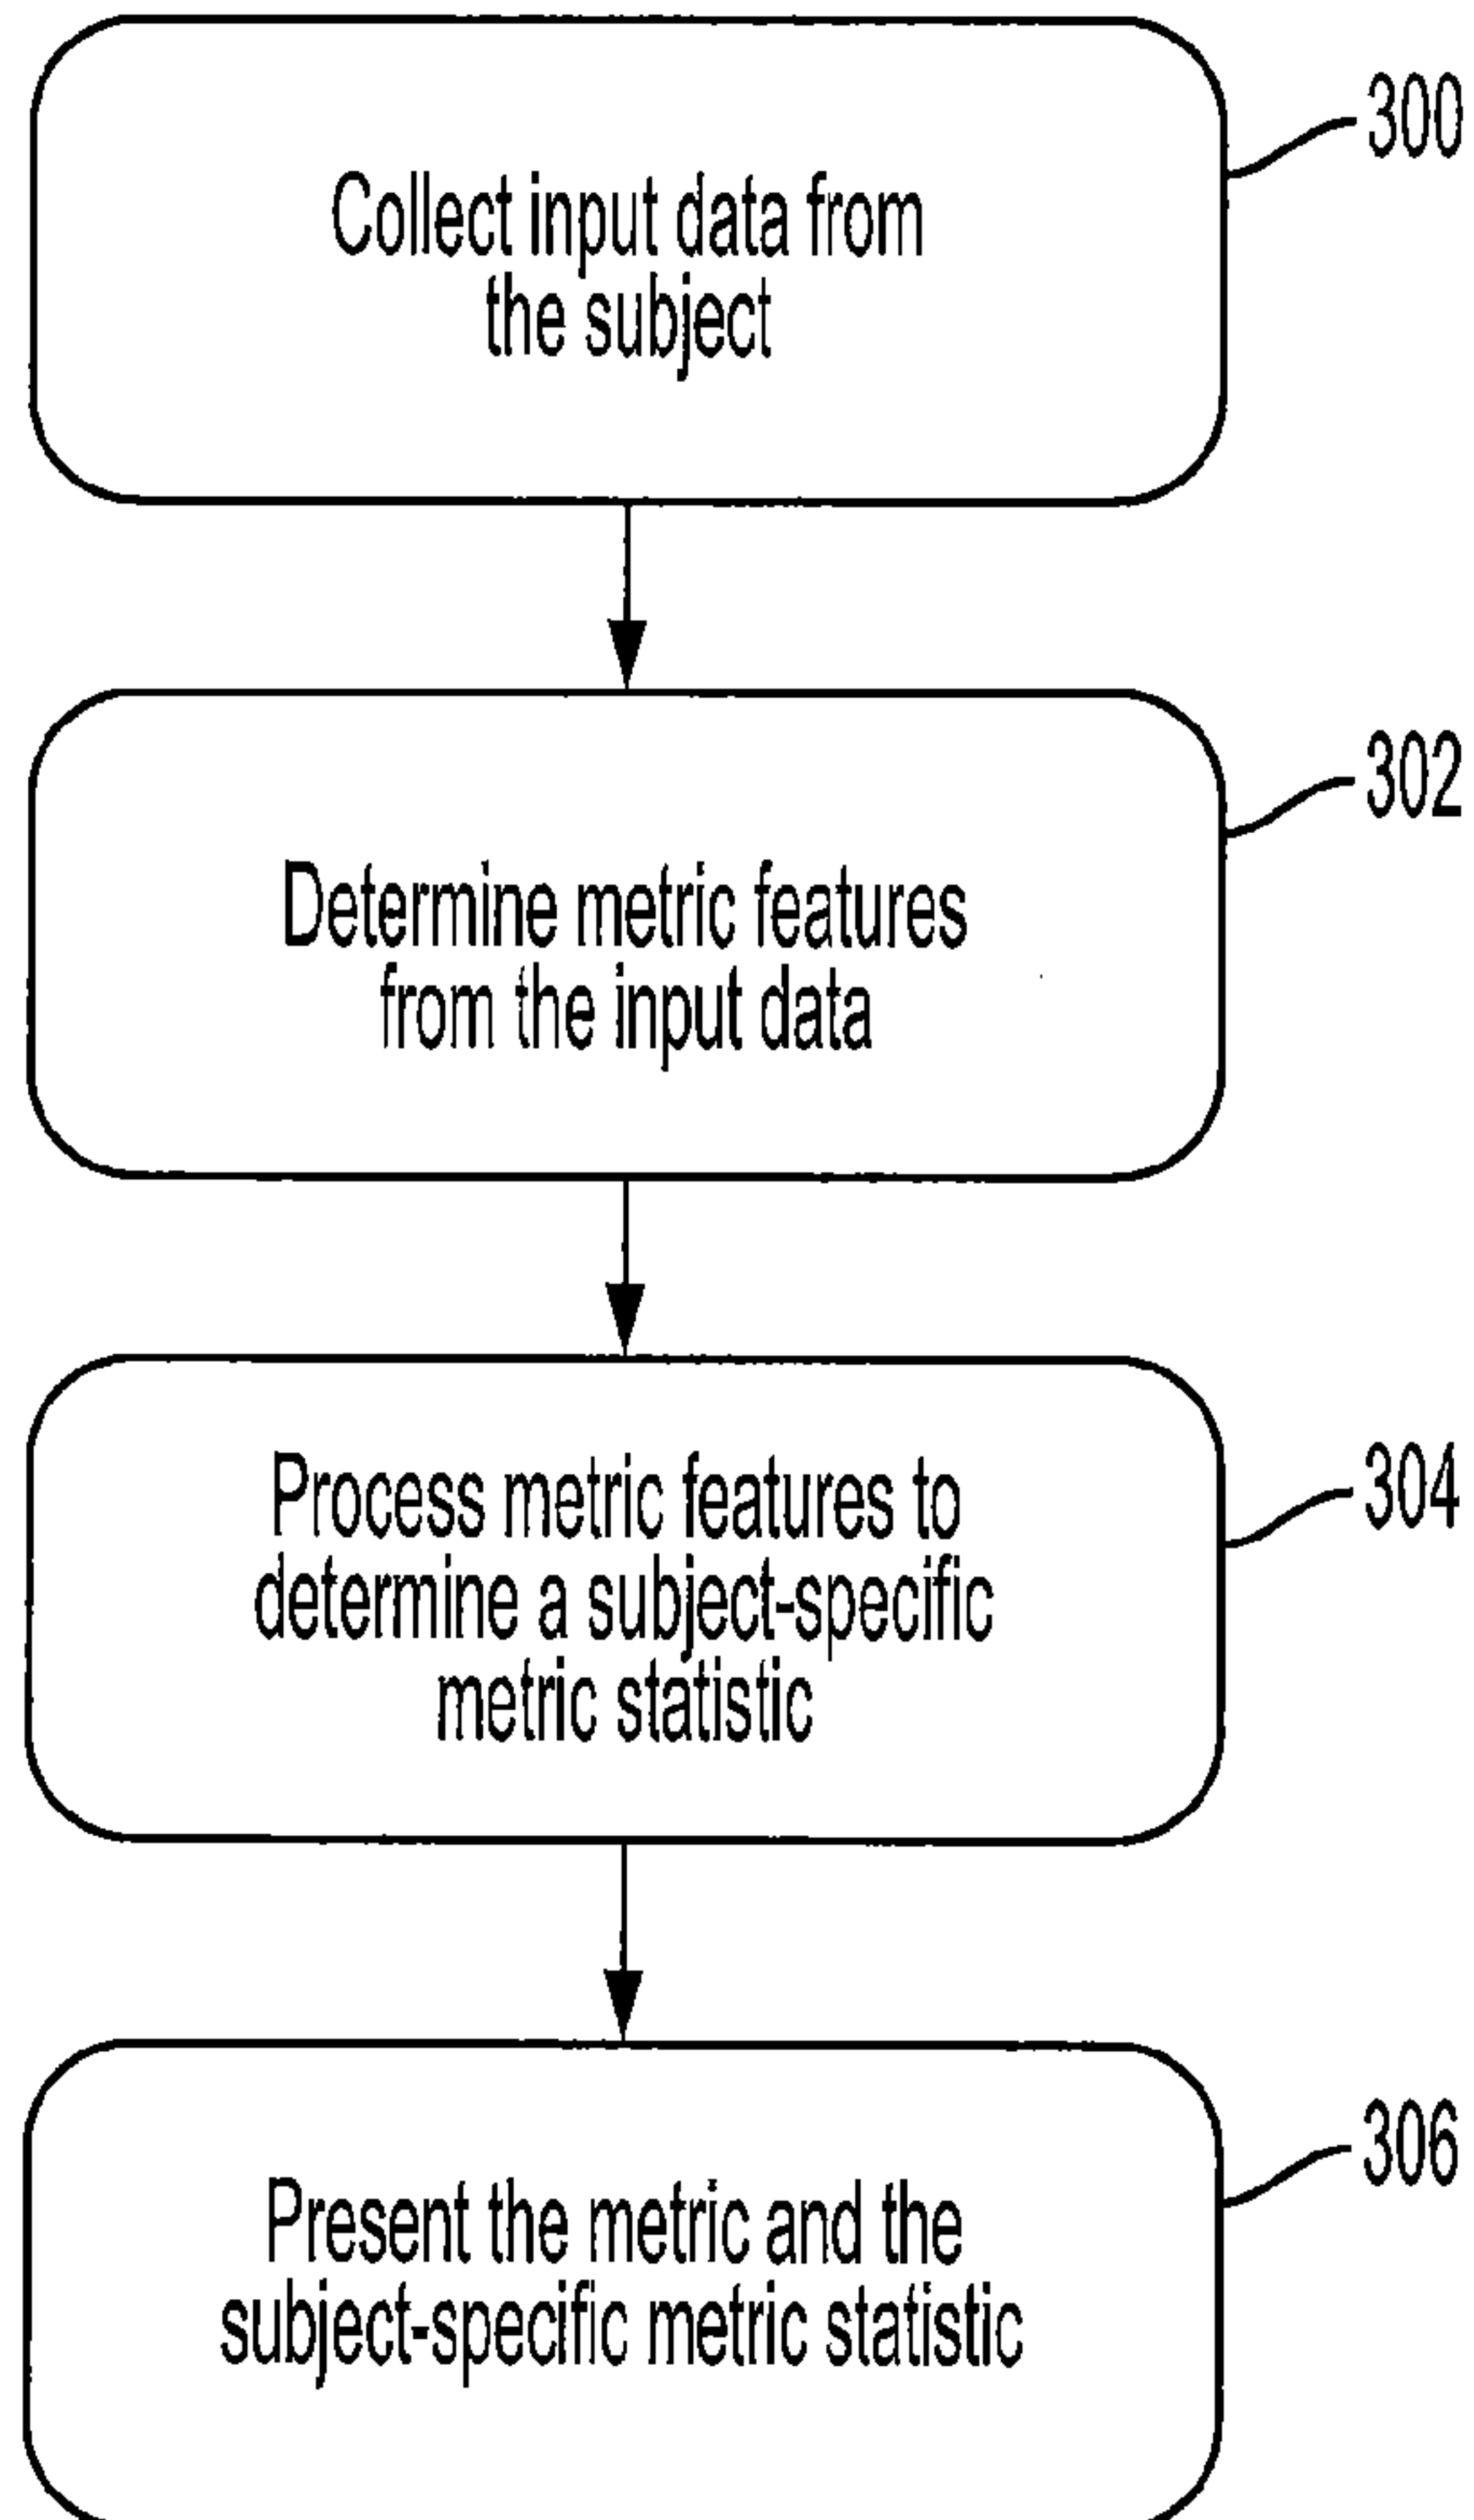 Collect input data from
the subject
300
Determine metric features
from the input data
302
Process metric features to
determine a subject-specific
metric statistic
304
Present the metric and the
subject-specific metric statistic
306